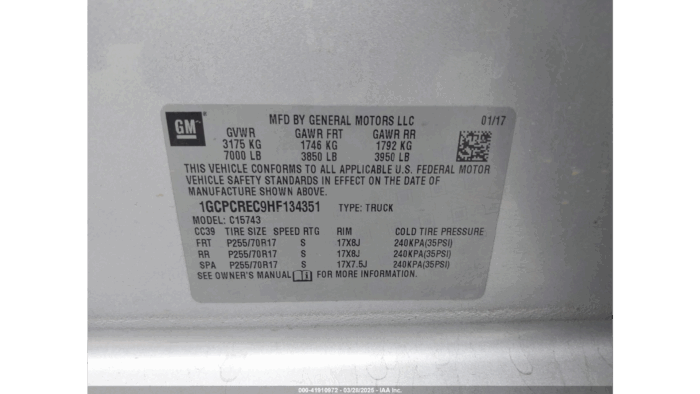 GM
MFD BY GENERAL MOTORS LLC 01/17
GVWR GAWR FRT GAWR RR
3175 KG 1746 KG 1792 KG
7000 LB 3850 LB 3950 LB
THIS VEHICLE CONFORMS TO ALL APPLICABLE U.S. FEDERAL MOTOR
VEHICLE SAFETY STANDARDS IN EFFECT ON THE DATE OF
MANUFACTURE SHOWN ABOVE.
1GCPCREC9HF134351 TYPE: TRUCK
MODEL: C15743
CC39 TIRE SIZE SPEED RTG RIM COLD TIRE PRESSURE
FRT P255/70R17 S 17X8J 240KPA(35PSI)
RR P255/70R17 S 17X8J 240KPA(35PSI)
SPA P255/70R17 S 17X7.5J 240KPA(35PSI)
SEE OWNER'S MANUAL FOR MORE INFORMATION.
IAA Inc.